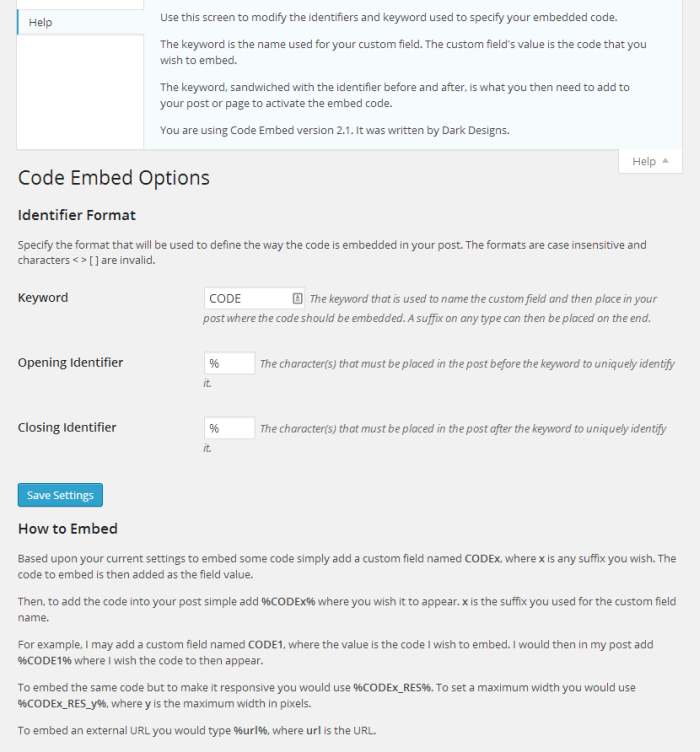 Help
Use this screen to modify the identifiers and keyword used to specify your embedded code.
The keyword is the name used for your custom field. The custom field's value is the code that you
wish to embed.
The keyword, sandwiched with the identifier before and after, is what you then need to add to
your post or page to activate the embed code.
You are using Code Embed version 2.1. It was written by Dark Designs.
Help
Code Embed Options
Identifier Format
Specify the format that will be used to define the way the code is embedded in your post. The formats are case insensitive and
characters < > [ ] are invalid.
Keyword
CODE
The keyword that is used to name the custom field and then place in your
post where the code should be embedded. A suffix on any type can then be placed on the end.
Opening Identifier
%
The character(s) that must be placed in the post before the keyword to uniquely identify
it.
Closing Identifier
%
The character(s) that must be placed in the post after the keyword to uniquely identify
it.
Save Settings
How to Embed
Based upon your current settings to embed some code simply add a custom field named CODEx, where x is any suffix you wish. The
code to embed is then added as the field value.
Then, to add the code into your post simple add %CODEx% where you wish it to appear. x is the suffix you used for the custom field
name.
For example, I may add a custom field named CODE1, where the value is the code I wish to embed. I would then in my post add
%CODE1% where I wish the code to then appear.
To embed the same code but to make it responsive you would use %CODEx_RES%. To set a maximum width you would use
%CODEx_RES_y%, where y is the maximum width in pixels.
To embed an external URL you would type %url%, where url is the URL.